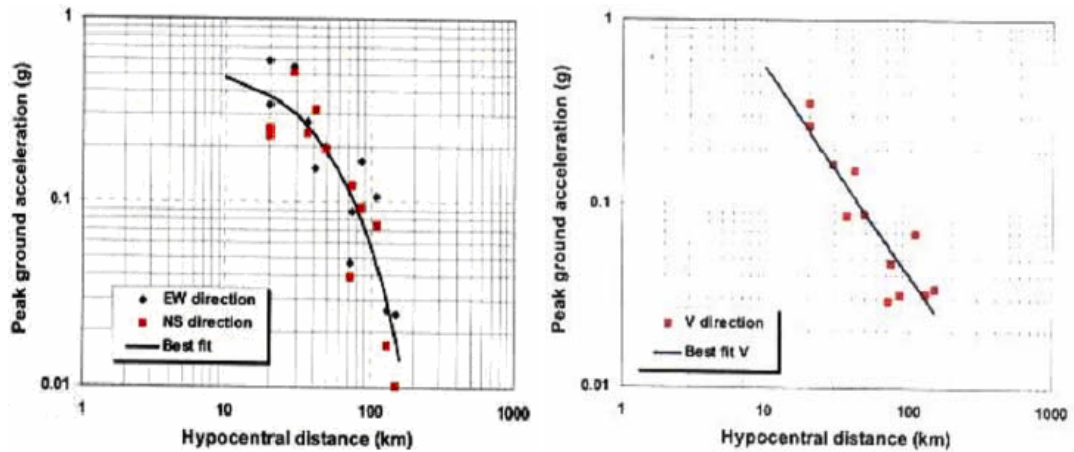 Peak ground acceleration (g)
1
0.1
0.01
EW direction
NS direction
Best fit
1
10
100
1000
Hypocentral distance (km)
Peak ground acceleration (g)
1
0.1
0.01
V direction
Best fit V
1
10
100
1000
Hypocentral distance (km)